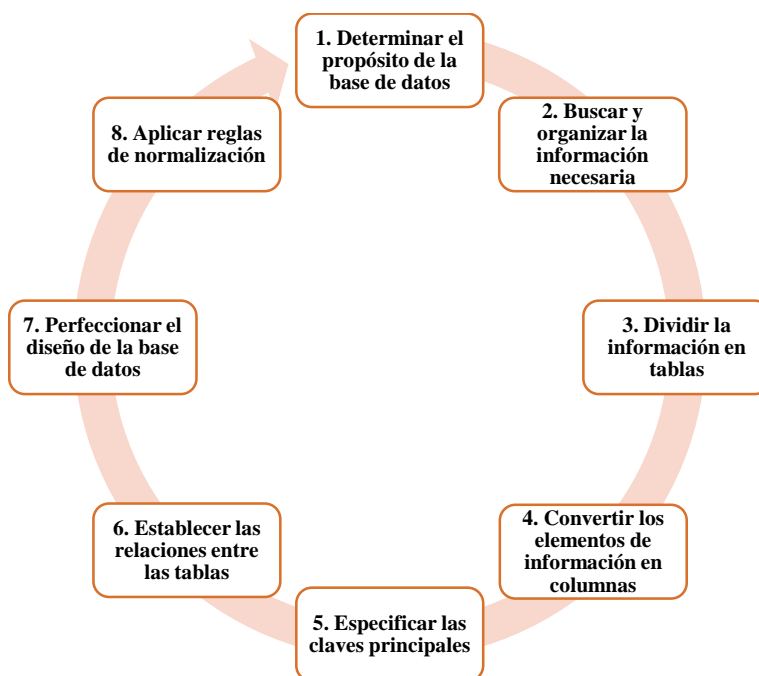 1. Determinar el
propósito de la
base de datos
2. Buscar y
organizar la
información
necesaria
3. Dividir la
información en
tablas
4. Convertir los
elementos de
información en
columnas
5. Especificar las
claves principales
6. Establecer las
relaciones entre
las tablas
7. Perfeccionar el
diseño de la base
de datos
8. Aplicar reglas
de normalización